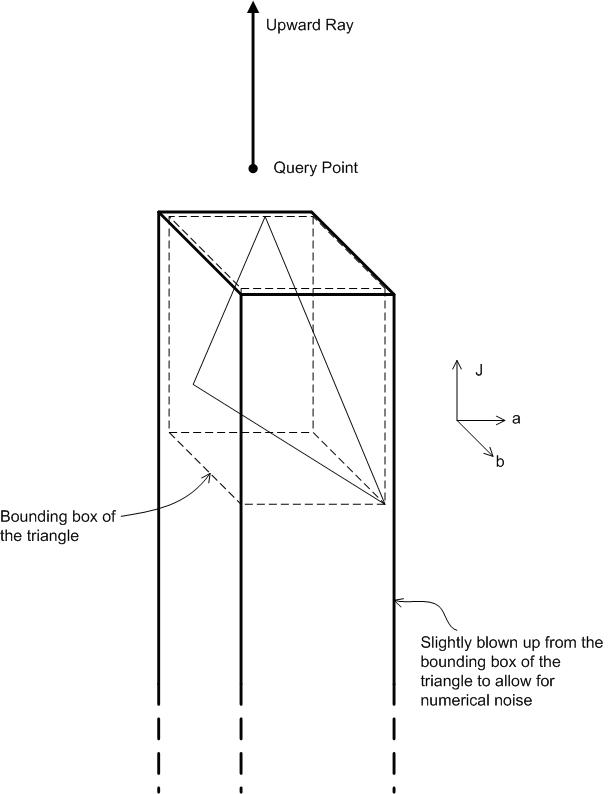 Upward Ray
Query Point
J
a
b
Bounding box of
the triangle
Slightly blown up from the
bounding box of the
triangle to allow for
numerical noise